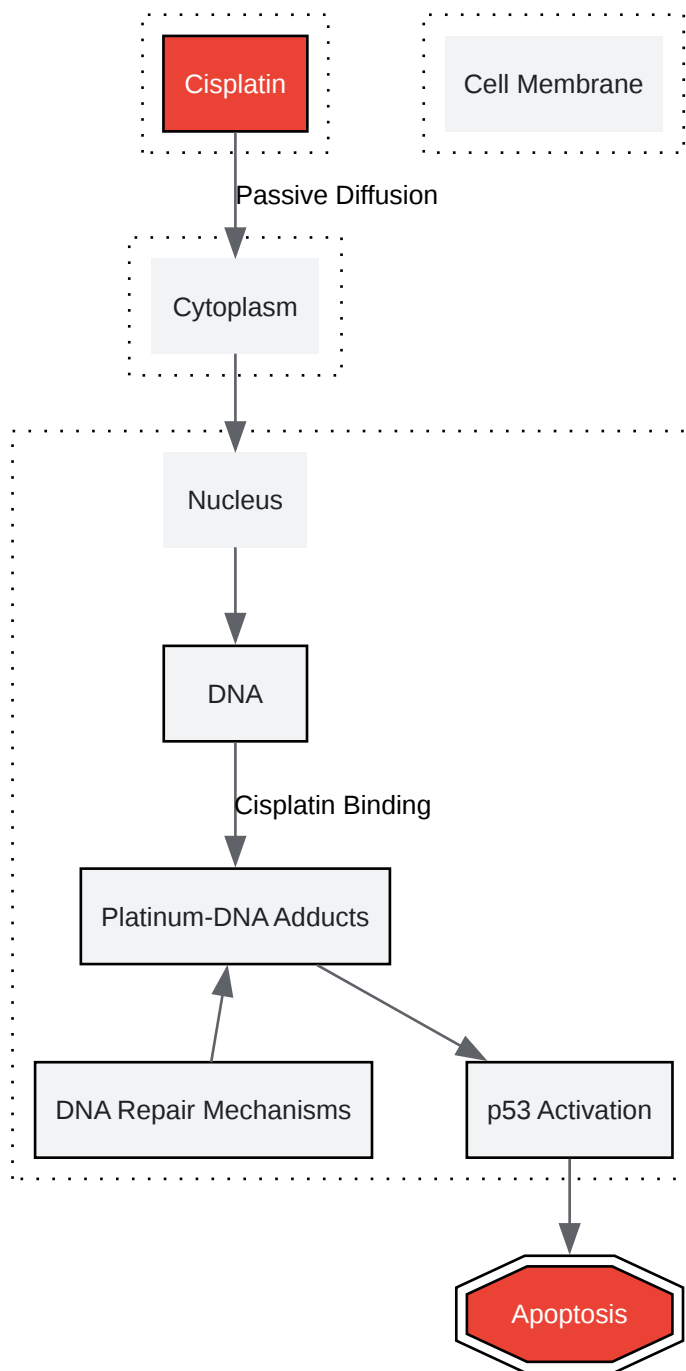 Cisplatin
Cell Membrane
Passive Diffusion
Cytoplasm
Nucleus
DNA
Cisplatin Binding
Platinum-DNA Adducts
DNA Repair Mechanisms
p53 Activation
Apoptosis